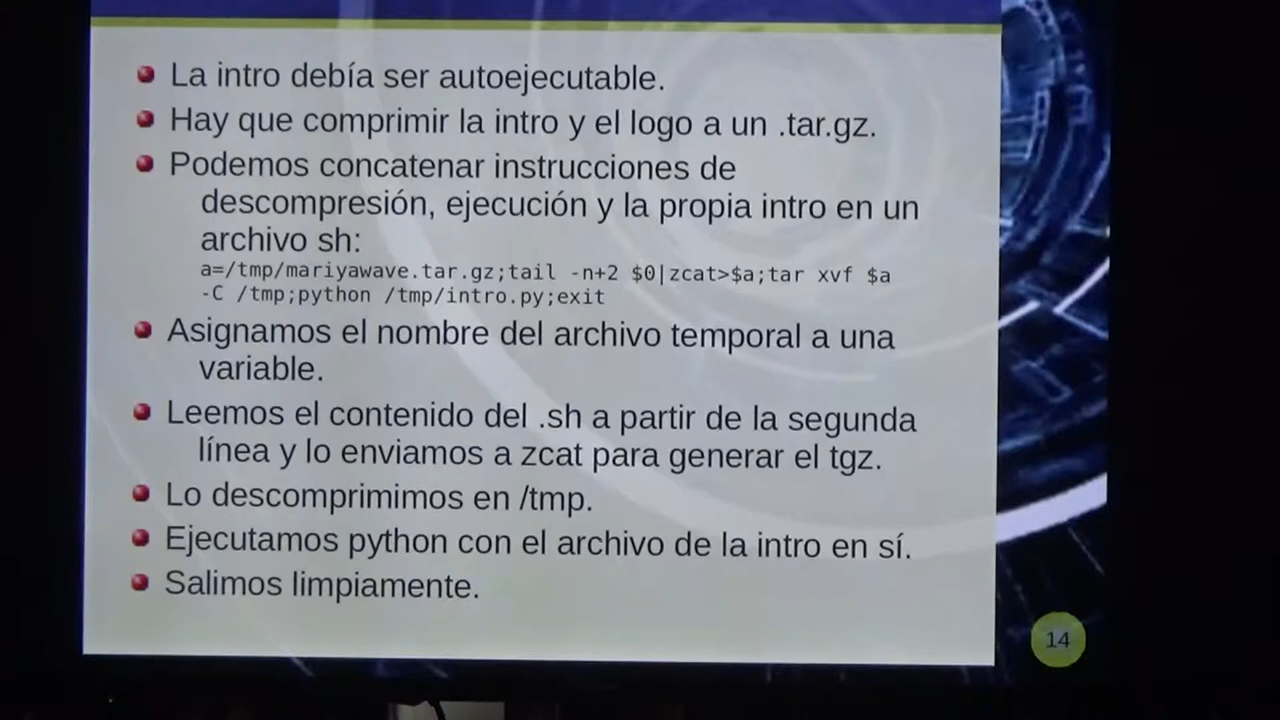 La intro debía ser autoejecutable.
Hay que comprimir la intro y el logo a un .tar.gz.
Podemos concatenar instrucciones de
descompresión, ejecución y la propia intro en un
archivo sh:
a=/tmp/mariyawave.tar.gz;tail -n+2 $0|zcat>$a;tar xvf $a
-C /tmp;python /tmp/intro.py;exit
Asignamos el nombre del archivo temporal a una
variable.
Leemos el contenido del .sh a partir de la segunda
línea y lo enviamos a zcat para generar el tgz.
Lo descomprimimos en /tmp.
Ejecutamos python con el archivo de la intro en sí.
Salimos limpiamente.
14